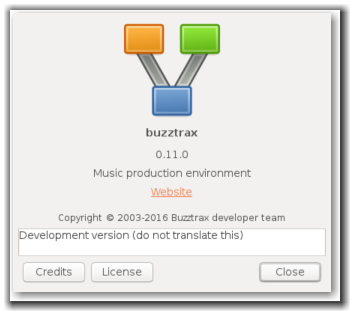 buzztrax
0.11.0
Music production environment
Website
Copyright © 2003-2016 Buzztrax developer team
Development version (do not translate this)
Credits License Close